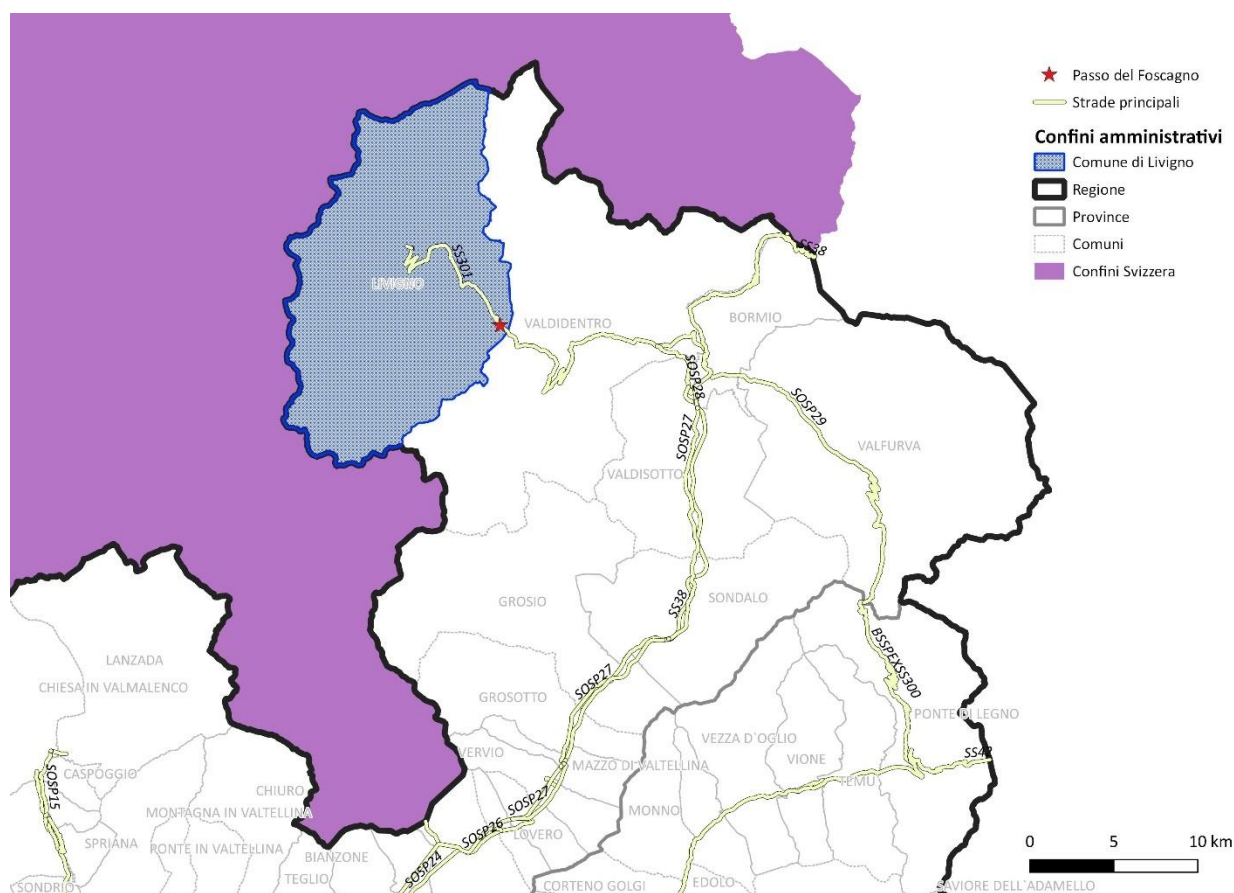 Passo del Foscagno
Strade principali
Confini amministrativi
Comune di Livigno
Regione
Province
Comuni
Confini Svizzera
SS38
SS301
LIVIGNO
VALDIDENTRO
BORMIO
SOSP28
SOSP29
SOSP27
VALFURVA
VALDISOTTO
GROSIO
SS38
SONDALO
LANZADA
CHIESA IN VALMALENCO
SOSP27
BSSPEXSS300
GROSOTTO
PONTE DI LEGNO
VEZZA D`OGLIO
VERVIO
VIONE
SS42
CASPOGGIO
MAZZO DI VALTELLINA
TEMU
SOSP15
CHIURO
SOSP27
MONTAGNA IN VALTELLINA
MONNO
SOSP26
LOVERO
SPRIANA
PONTE IN VALTELLINA
BIANZONE
SOSP24
0 5 10 km
TEGLIO
SONDRIO
CORTENO GOLGI
EDOLO
SAVIORE DELL`ADAMELLO